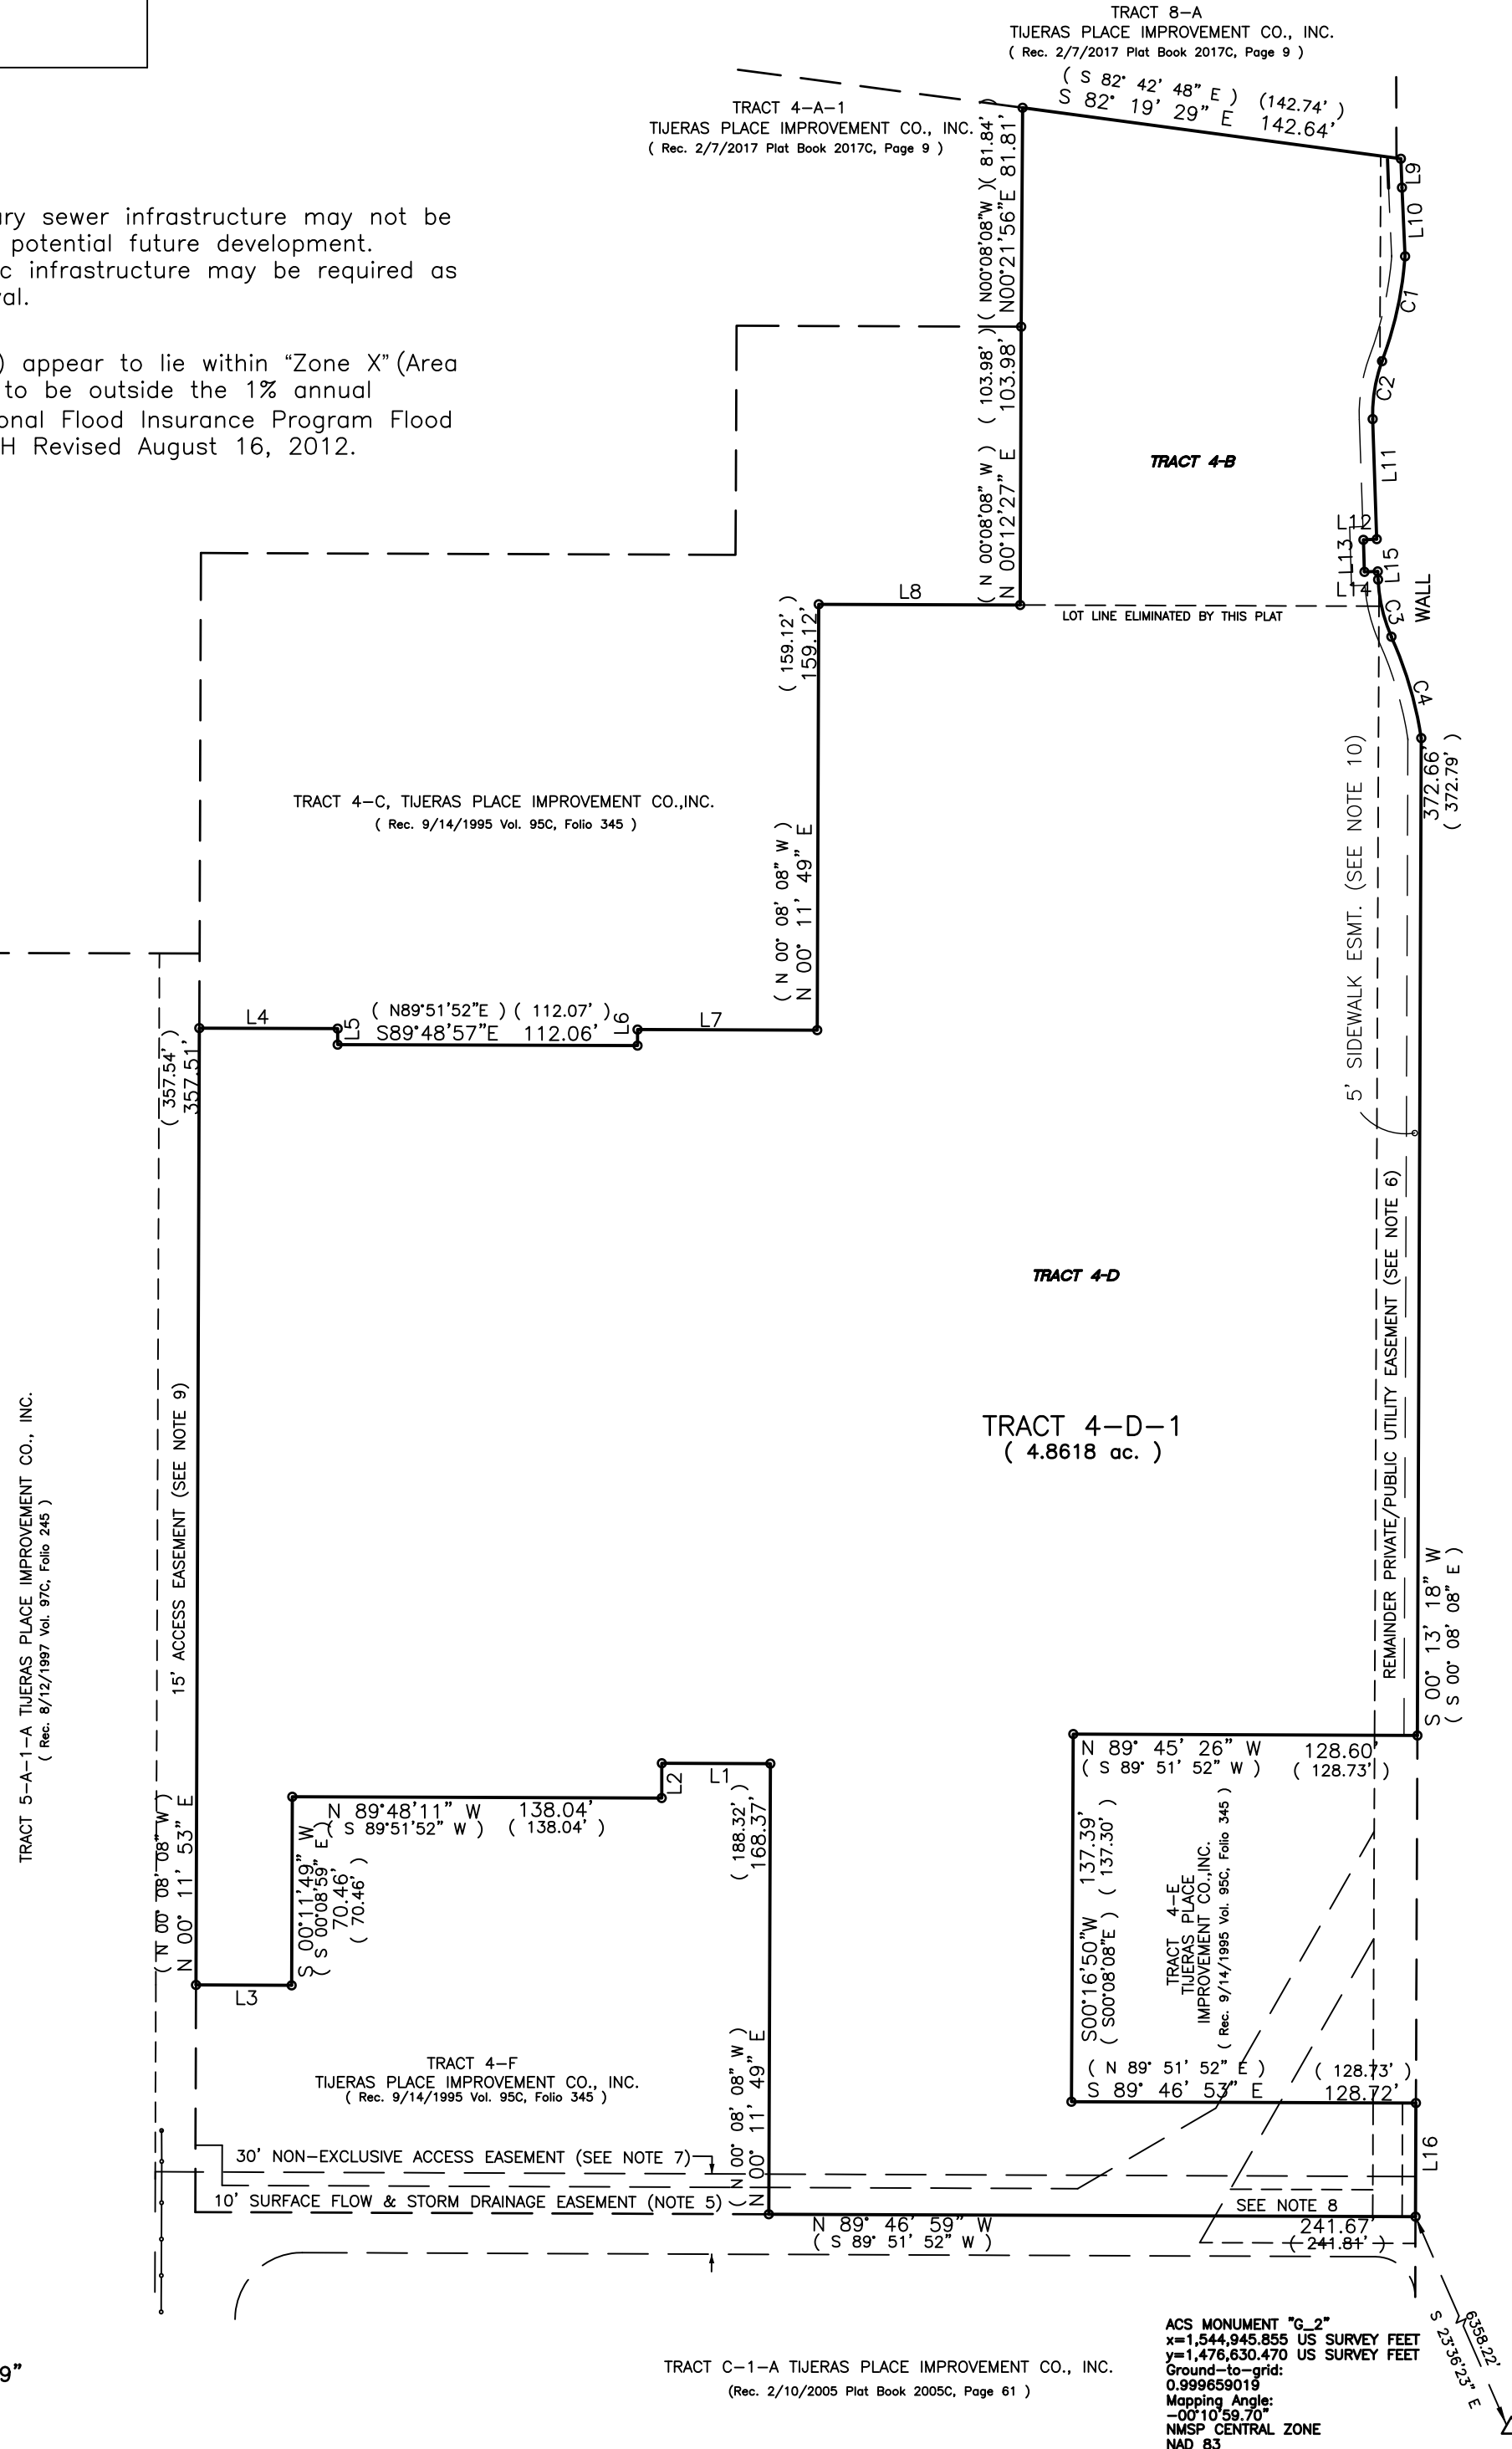 TRACT 8-A
TIJERAS PLACE IMPROVEMENT CO., INC.
( Rec. 2/7/2017 Plat Book 2017C, Page 9 )
( S 82° 42' 48" E ) (142.74' )
S 82° 19' 29" E 142.64'
TRACT 4-A-1
TIJERAS PLACE IMPROVEMENT CO., INC.
( Rec. 2/7/2017 Plat Book 2017C, Page 9 )
( N00°08'08"W )( 81.84' )
N00°21'56"E 81.81'
L9
L10
C1
C2
L11
L12
L13
L14
L15
C3
C4
WALL
ary sewer infrastructure may not be
potential future development.
c infrastructure may be required as
val.
) appear to lie within "Zone X" (Area
to be outside the 1% annual
onal Flood Insurance Program Flood
H Revised August 16, 2012.
( N 00°08'08" W ) ( 103.98' )
N 00°12'27" E 103.98'
TRACT 4-B
L8
LOT LINE ELIMINATED BY THIS PLAT
( 159.12' )
159.12'
( N 00° 08' 08" W )
N 00° 11' 49" E
372.66'
( 372.79' )
5' SIDEWALK ESMT. (SEE NOTE 10)
TRACT 4-C, TIJERAS PLACE IMPROVEMENT CO.,INC.
( Rec. 9/14/1995 Vol. 95C, Folio 345 )
L4
L5
( N89°51'52"E ) ( 112.07' )
S89°48'57"E 112.06'
L6
L7
( 357.54' )
357.51'
TRACT 4-D
REMAINDER PRIVATE/PUBLIC UTILITY EASEMENT (SEE NOTE 6)
TRACT 4-D-1
( 4.8618 ac. )
15' ACCESS EASEMENT (SEE NOTE 9)
TRACT 5-A-1-A TIJERAS PLACE IMPROVEMENT CO., INC.
( Rec. 8/12/1997 Vol. 97C, Folio 245 )
S 00° 13' 18" W
( S 00° 08' 08" E )
N 89° 45' 26" W 128.60'
( S 89° 51' 52" W ) ( 128.73' )
L1
L2
N 89°48'11" W 138.04'
( S 89°51'52" W ) ( 138.04' )
( N 00° 08' 08" W )
N 00° 11' 53" E
S 00°11'49" W
( S 00°08'59" E )
70.46'
( 70.46' )
( 188.32' )
168.37'
S00°16'50"W 137.39'
( S00°08'08"E ) ( 137.30' )
TRACT 4-E
TIJERAS PLACE
IMPROVEMENT CO.,INC.
( Rec. 9/14/1995 Vol. 95C, Folio 345 )
L3
( N 00° 08' 08" W )
N 00° 11' 49" E
TRACT 4-F
TIJERAS PLACE IMPROVEMENT CO., INC.
( Rec. 9/14/1995 Vol. 95C, Folio 345 )
( N 89° 51' 52" E ) ( 128.73' )
S 89° 46' 53" E 128.72'
L16
30' NON-EXCLUSIVE ACCESS EASEMENT (SEE NOTE 7)
10' SURFACE FLOW & STORM DRAINAGE EASEMENT (NOTE 5)
SEE NOTE 8
N 89° 46' 59" W 241.67'
( S 89° 51' 52" W ) ( 241.81' )
6358.22'
S 23°36'23" E
ACS MONUMENT "G_2"
x=1,544,945.855 US SURVEY FEET
y=1,476,630.470 US SURVEY FEET
Ground-to-grid:
0.999659019
Mapping Angle:
-00°10'59.70"
NMSP CENTRAL ZONE
NAD 83
TRACT C-1-A TIJERAS PLACE IMPROVEMENT CO., INC.
(Rec. 2/10/2005 Plat Book 2005C, Page 61 )
9"